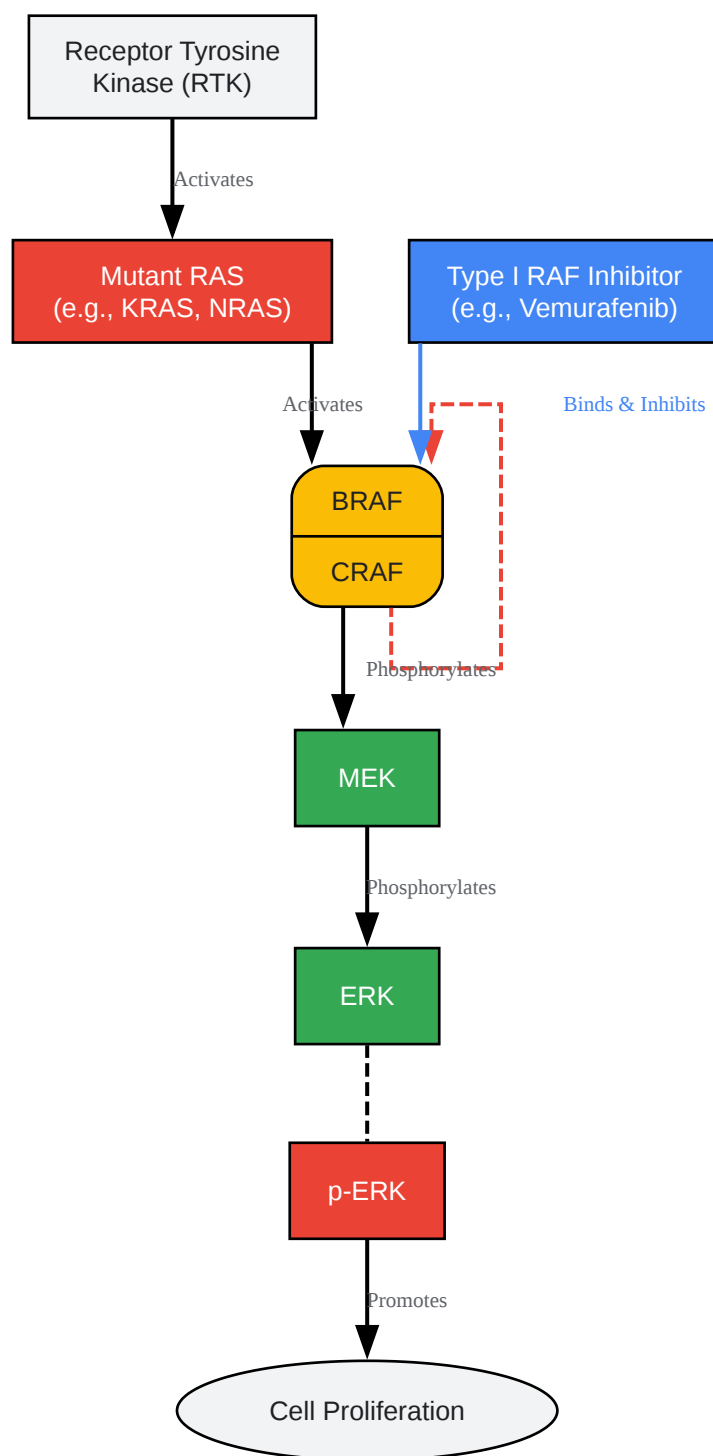 Receptor Tyrosine
Kinase (RTK)
Activates
Mutant RAS
(e.g., KRAS, NRAS)
Type I RAF Inhibitor
(e.g., Vemurafenib)
Activates
Binds & Inhibits
BRAF
CRAF
Phosphorylates
MEK
Phosphorylates
ERK
p-ERK
Promotes
Cell Proliferation